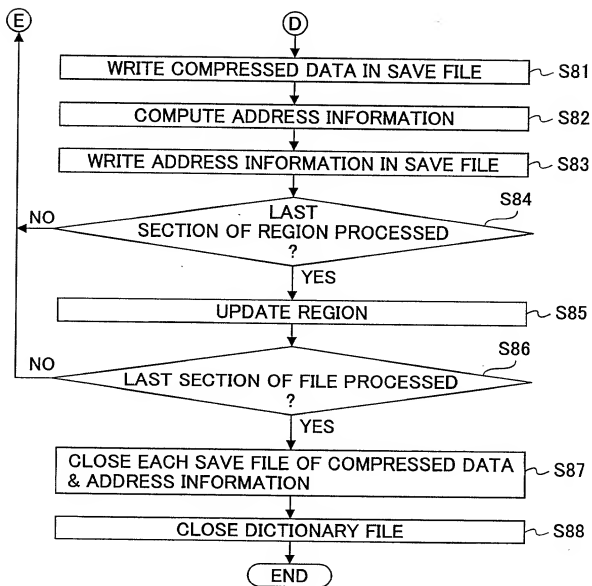 E
D
WRITE COMPRESSED DATA IN SAVE FILE S81
COMPUTE ADDRESS INFORMATION S82
WRITE ADDRESS INFORMATION IN SAVE FILE S83
S84
NO
LAST
SECTION OF REGION PROCESSED
?
YES
UPDATE REGION S85
S86
NO
LAST SECTION OF FILE PROCESSED
?
YES
CLOSE EACH SAVE FILE OF COMPRESSED DATA
& ADDRESS INFORMATION S87
CLOSE DICTIONARY FILE S88
END